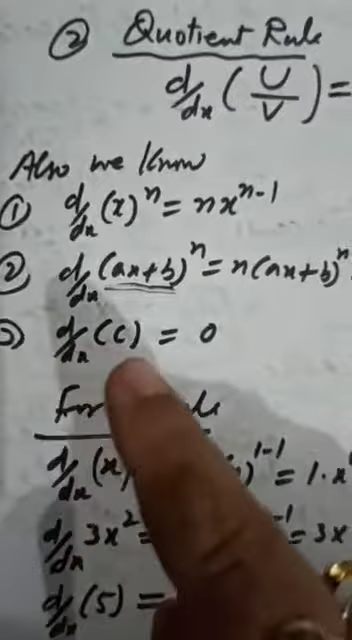 ② Quotient Rule
d/dx (U/V) =
Also we Know
① d/dx (x)^n = nx^{n-1}
② d/dx (ax+b)^n = n(ax+b)^n
d/dx (c) = 0
For
d/dx (x) )^{1-1} = 1·x
d/dx 3x^2 = -1 = 3x
d/dx (5) =